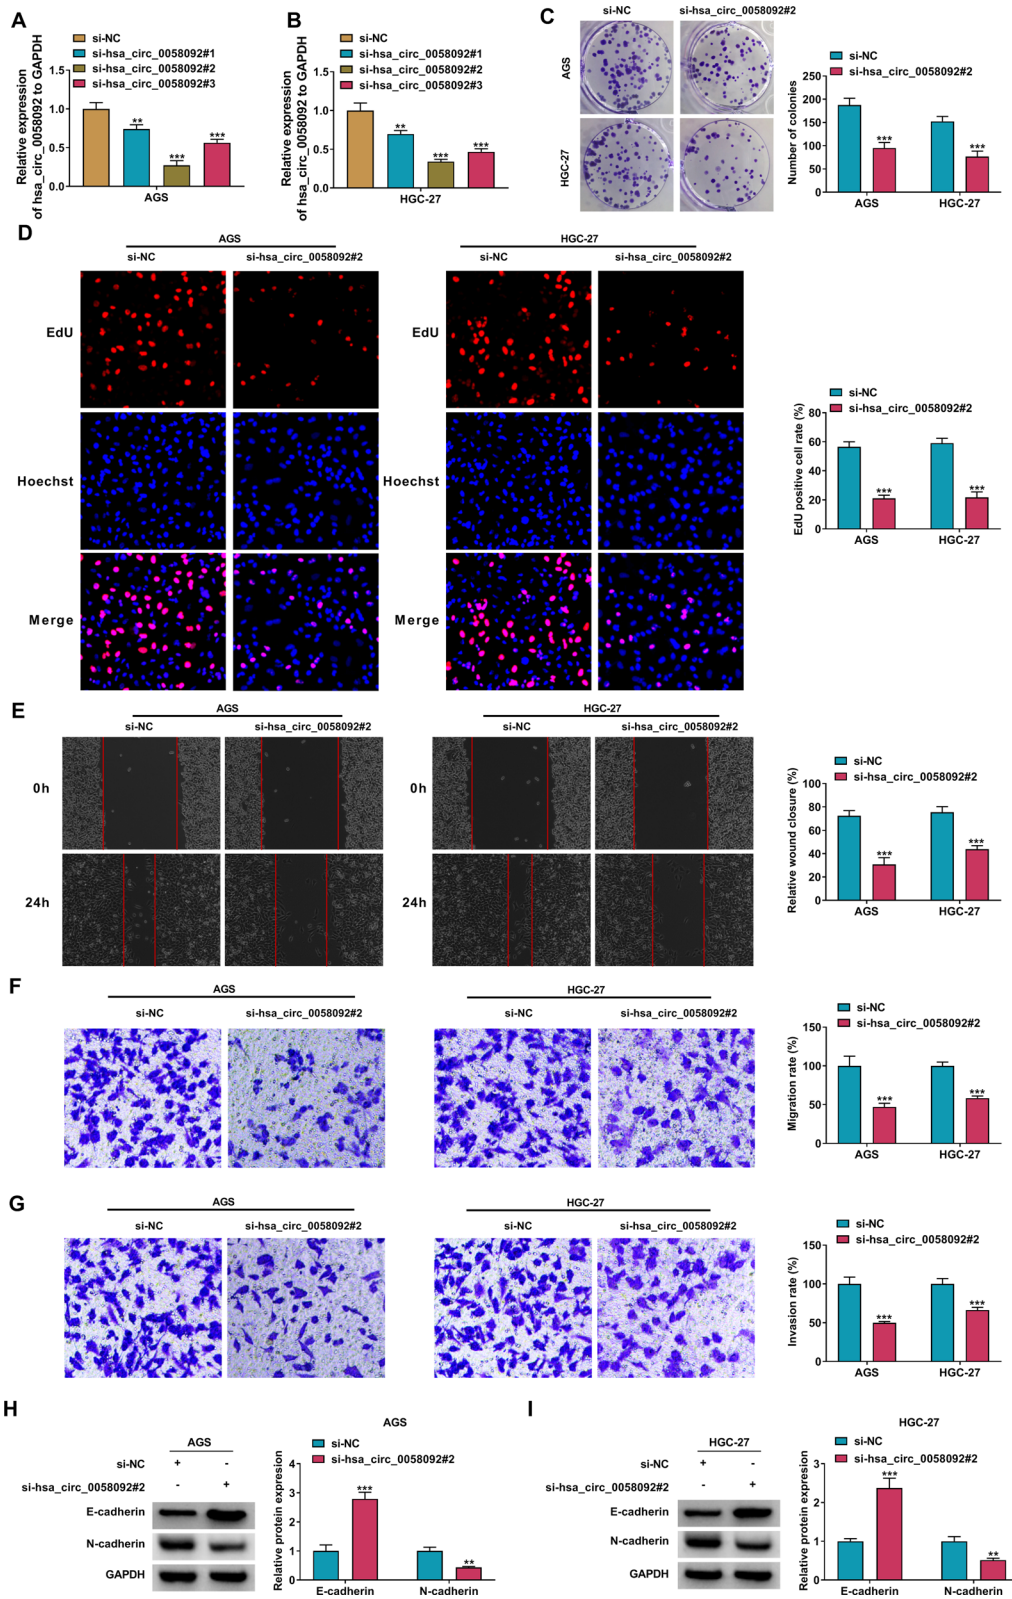 A
si-NC
si-hsa_circ_0058092#1
si-hsa_circ_0058092#2
si-hsa_circ_0058092#3
Relative expression
of hsa_circ_0058092 to GAPDH
1.5
1.0
0.5
0.0
**
***
***
AGS
B
si-NC
si-hsa_circ_0058092#1
si-hsa_circ_0058092#2
si-hsa_circ_0058092#3
Relative expression
of hsa_circ_0058092 to GAPDH
1.5
1.0
0.5
0.0
**
***
***
HGC-27
C
si-NC
si-hsa_circ_0058092#2
AGS
HGC-27
si-NC
si-hsa_circ_0058092#2
Number of colonies
250
200
150
100
50
0
***
***
AGS
HGC-27
D
AGS
HGC-27
si-NC
si-hsa_circ_0058092#2
si-NC
si-hsa_circ_0058092#2
EdU
EdU
Hoechst
Hoechst
Merge
Merge
si-NC
si-hsa_circ_0058092#2
EdU positive cell rate (%)
80
60
40
20
0
***
***
AGS
HGC-27
E
AGS
HGC-27
si-NC
si-hsa_circ_0058092#2
si-NC
si-hsa_circ_0058092#2
0h
0h
24h
24h
si-NC
si-hsa_circ_0058092#2
Relative wound closure (%)
100
80
60
40
20
0
***
***
AGS
HGC-27
F
AGS
HGC-27
si-NC
si-hsa_circ_0058092#2
si-NC
si-hsa_circ_0058092#2
si-NC
si-hsa_circ_0058092#2
Migration rate (%)
150
100
50
0
***
***
AGS
HGC-27
G
AGS
HGC-27
si-NC
si-hsa_circ_0058092#2
si-NC
si-hsa_circ_0058092#2
si-NC
si-hsa_circ_0058092#2
Invasion rate (%)
150
100
50
0
***
***
AGS
HGC-27
H
AGS
si-NC + -
si-hsa_circ_0058092#2 - +
E-cadherin
N-cadherin
GAPDH
AGS
si-NC
si-hsa_circ_0058092#2
Relative protein expresion
4
3
2
1
0
***
**
E-cadherin
N-cadherin
I
HGC-27
si-NC + -
si-hsa_circ_0058092#2 - +
E-cadherin
N-cadherin
GAPDH
HGC-27
si-NC
si-hsa_circ_0058092#2
Relative protein expression
3
2
1
0
***
**
E-cadherin
N-cadherin